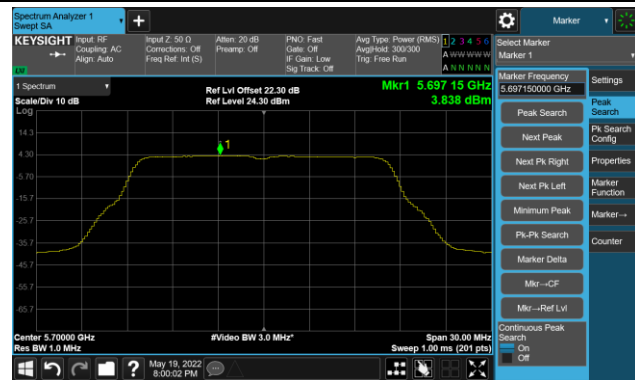 Spectrum Analyzer 1
Swept SA
Marker
KEYSIGHT
Input: RF
Coupling: AC
Align: Auto
Input Z: 50 Ω
Corrections: Off
Freq Ref: Int (S)
Atten: 20 dB
Preamp: Off
PNO: Fast
Gate: Off
IF Gain: Low
Sig Track: Off
Avg Type: Power (RMS)
Avg|Hold: 300/300
Trig: Free Run
1 2 3 4 5 6
A W W W W W
A N N N N N
Select Marker
Marker 1
1 Spectrum
Scale/Div 10 dB
Log
Ref Lvl Offset 22.30 dB
Ref Level 24.30 dBm
Mkr1 5.697 15 GHz
3.838 dBm
14.3
4.30
-5.70
-15.7
-25.7
-35.7
-45.7
-55.7
-65.7
1
Center 5.70000 GHz
Res BW 1.0 MHz
#Video BW 3.0 MHz*
Span 30.00 MHz
Sweep 1.00 ms (201 pts)
Marker Frequency
5.697150000 GHz
Peak Search
Next Peak
Next Pk Right
Next Pk Left
Minimum Peak
Pk-Pk Search
Marker Delta
Mkr→CF
Mkr→Ref Lvl
Continuous Peak
Search
On
Off
Settings
Peak
Search
Pk Search
Config
Properties
Marker
Function
Marker→
Counter
?
May 19, 2022
8:00:02 PM